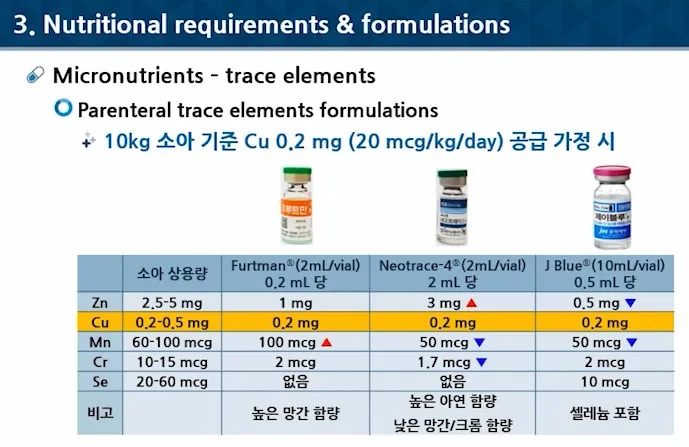 3. Nutritional requirements & formulations
Micronutrients - trace elements
Parenteral trace elements formulations
10kg 소아 기준 Cu 0.2 mg (20 mcg/kg/day) 공급 가정 시
제이블루
소아 상용량 Furtman®(2mL/vial) 0.2 mL 당 Neotrace-4®(2mL/vial) 2 mL 당 J Blue®(10mL/vial) 0.5 mL 당
Zn 2.5-5 mg 1 mg 3 mg ▲ 0.5 mg ▼
Cu 0.2-0.5 mg 0.2 mg 0.2 mg 0.2 mg
Mn 60-100 mcg 100 mcg ▲ 50 mcg ▼ 50 mcg ▼
Cr 10-15 mcg 2 mcg 1.7 mcg ▼ 2 mcg
Se 20-60 mcg 없음 없음 10 mcg
비고 높은 망간 함량 높은 아연 함량 낮은 망간/크롬 함량 셀레늄 포함